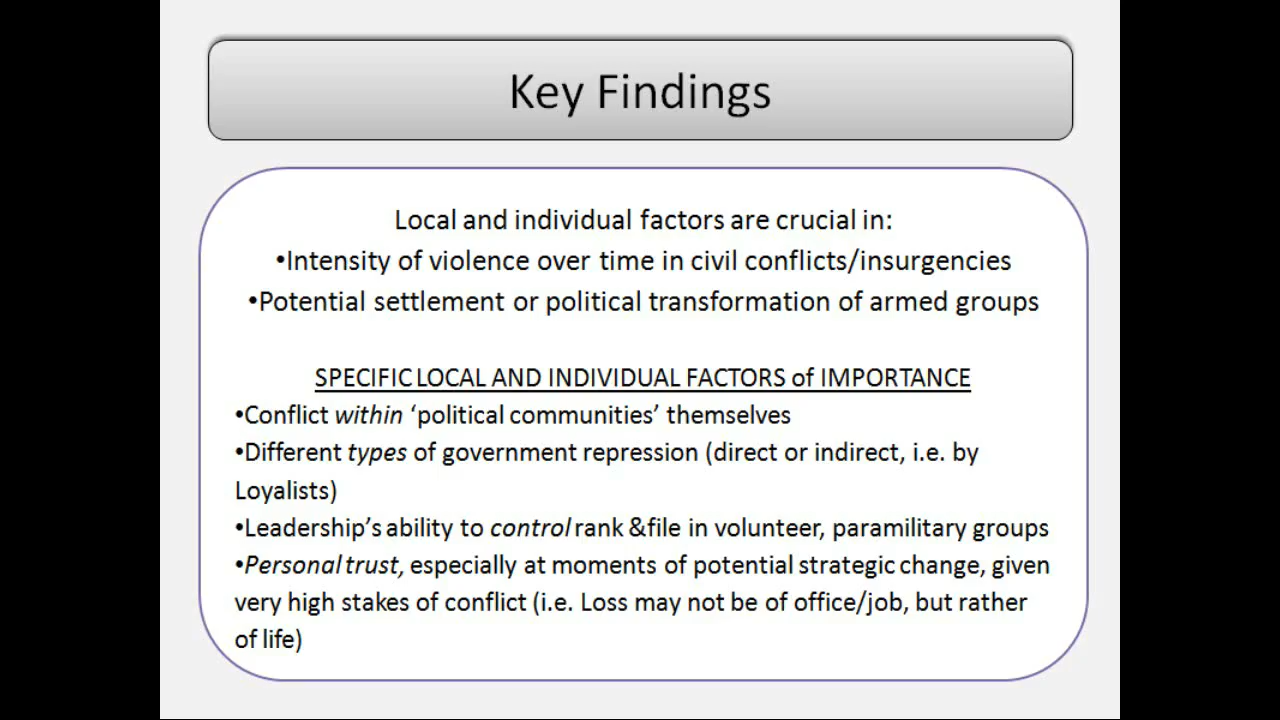 Key Findings
Local and individual factors are crucial in:
•Intensity of violence over time in civil conflicts/insurgencies
•Potential settlement or political transformation of armed groups
SPECIFIC LOCAL AND INDIVIDUAL FACTORS of IMPORTANCE
•Conflict within ‘political communities’ themselves
•Different types of government repression (direct or indirect, i.e. by
Loyalists)
•Leadership’s ability to control rank &file in volunteer, paramilitary groups
•Personal trust, especially at moments of potential strategic change, given
very high stakes of conflict (i.e. Loss may not be of office/job, but rather
of life)